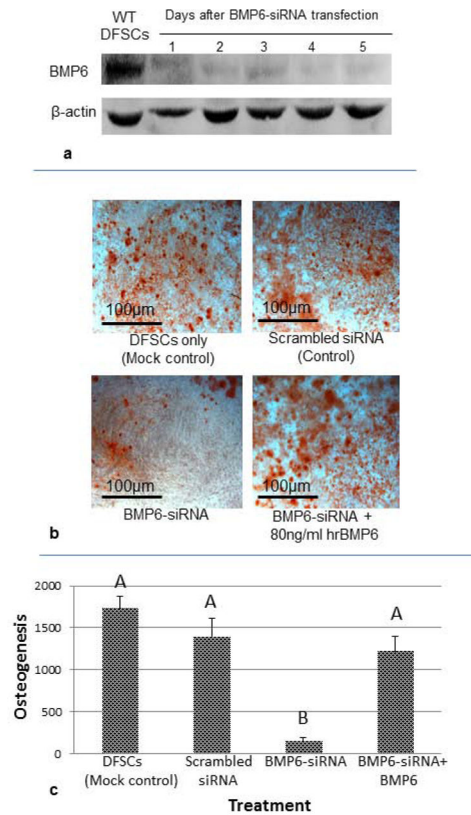 WT DFSCs
Days after BMP6-siRNA transfection
1 2 3 4 5
BMP6
β-actin
a
100μm
100μm
DFSCs only
(Mock control)
Scrambled siRNA
(Control)
100μm
100μm
BMP6-siRNA
BMP6-siRNA +
80ng/ml hrBMP6
b
2000
1500
1000
500
0
Osteogenesis
A
A
B
A
DFSCs
(Mock control)
Scrambled
siRNA
BMP6-siRNA
BMP6-siRNA+
BMP6
c
Treatment